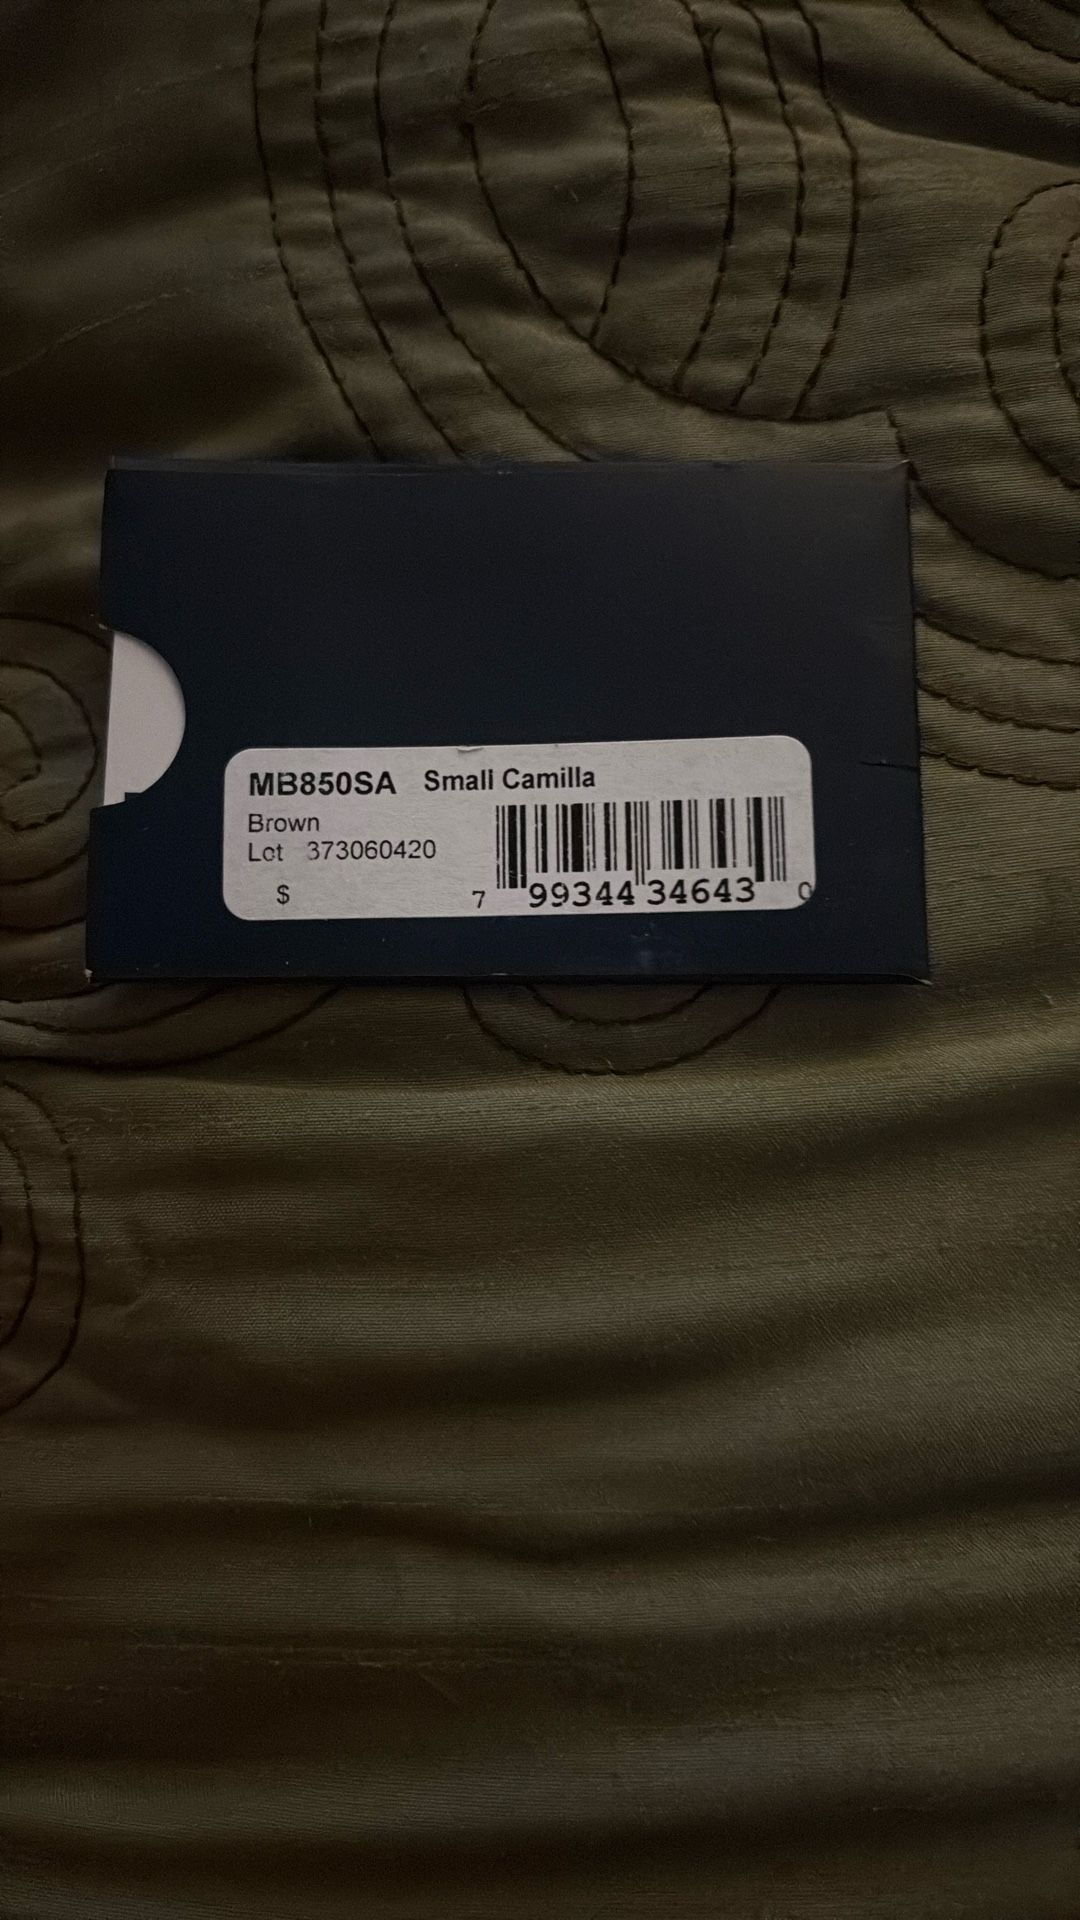 MB850SA Small Camilla
Brown
Lot 373060420
$
7 99344 34643 0